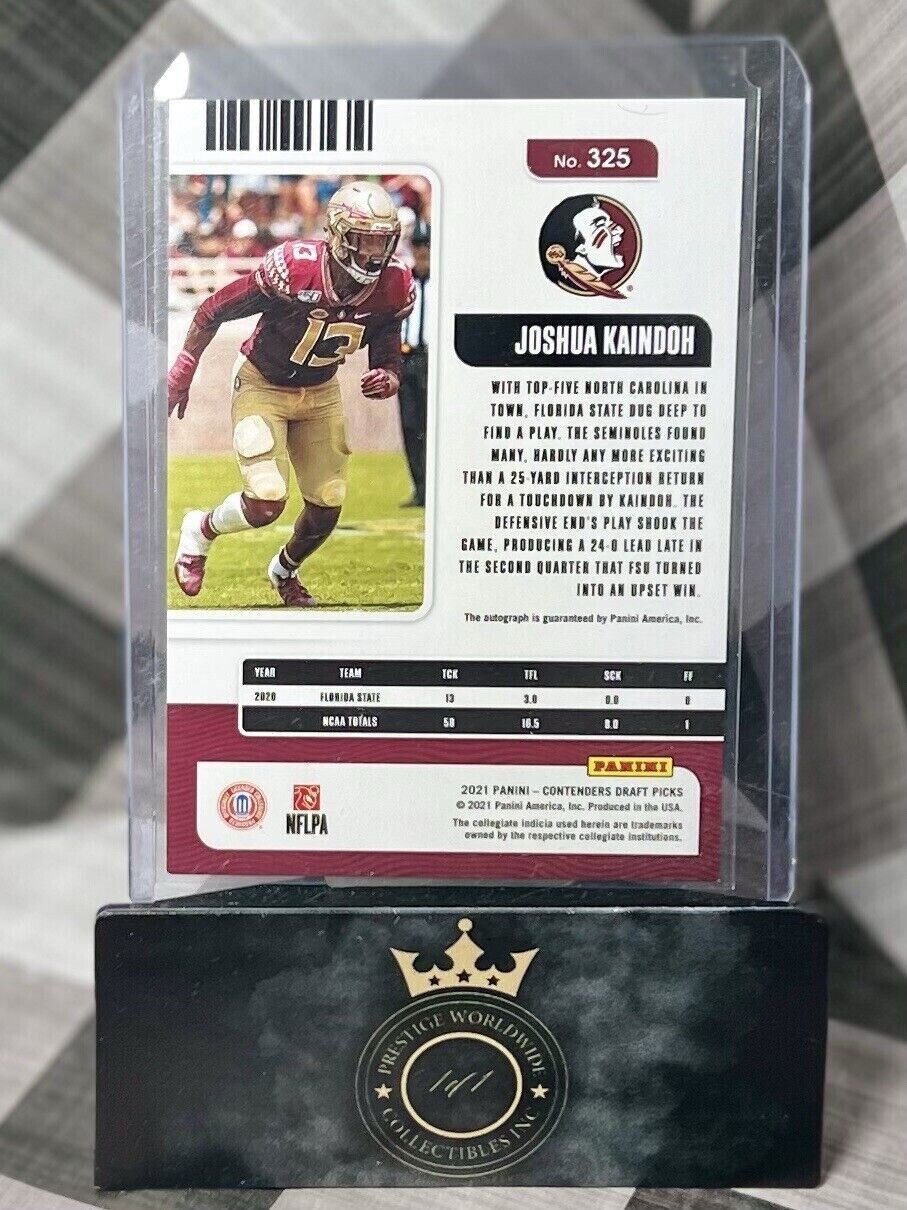 No. 325
13
JOSHUA KAINDOH
WITH TOP-FIVE NORTH CAROLINA IN
TOWN, FLORIDA STATE DUG DEEP TO
FIND A PLAY. THE SEMINOLES FOUND
MANY, HARDLY ANY MORE EXCITING
THAN A 25-YARD INTERCEPTION RETURN
FOR A TOUCHDOWN BY KAINDOH. THE
DEFENSIVE END'S PLAY SHOOK THE
GAME, PRODUCING A 24-0 LEAD LATE IN
THE SECOND QUARTER THAT FSU TURNED
INTO AN UPSET WIN.
The autograph is guaranteed by Panini America, Inc.
YEAR TEAM TCK TFL SCK FF
2020 FLORIDA STATE 13 3.0 0.0 0
NCAA TOTALS 50 10.5 8.0 1
PANINI
2021 PANINI – CONTENDERS DRAFT PICKS
© 2021 Panini America, Inc. Produced in the USA.
The collegiate indicia used herein are trademarks
owned by the respective collegiate institutions.
NFLPA
PRESTIGE WORLDWIDE
1of1
COLLECTIBLES INC